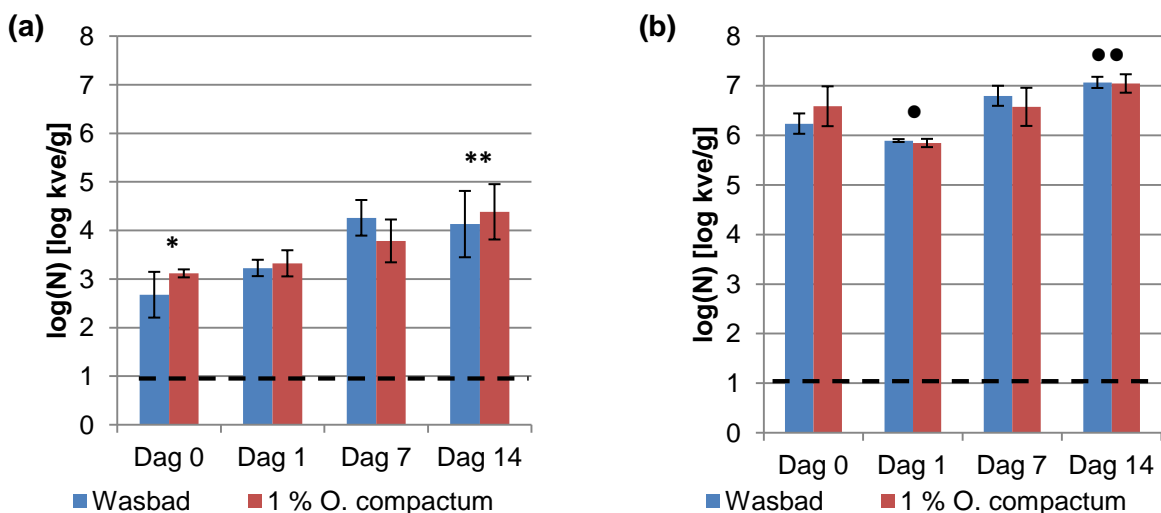 (a)
8
7
6
5
4
3
2
1
0
log(N) [log kve/g]
*
**
Dag 0 Dag 1 Dag 7 Dag 14
Wasbad 1 % O. compactum
(b)
8
7
6
5
4
3
2
1
0
log(N) [log kve/g]
●
●●
Dag 0 Dag 1 Dag 7 Dag 14
Wasbad 1 % O. compactum